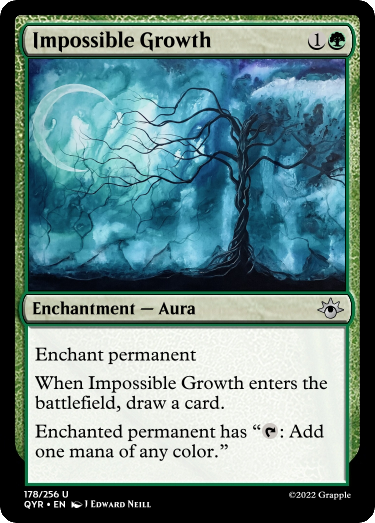 Impossible Growth 1
Enchantment — Aura
Enchant permanent
When Impossible Growth enters the
battlefield, draw a card.
Enchanted permanent has “: Add
one mana of any color.”
178/256 U
QYR • EN J Edward Neill
©2022 Grapple